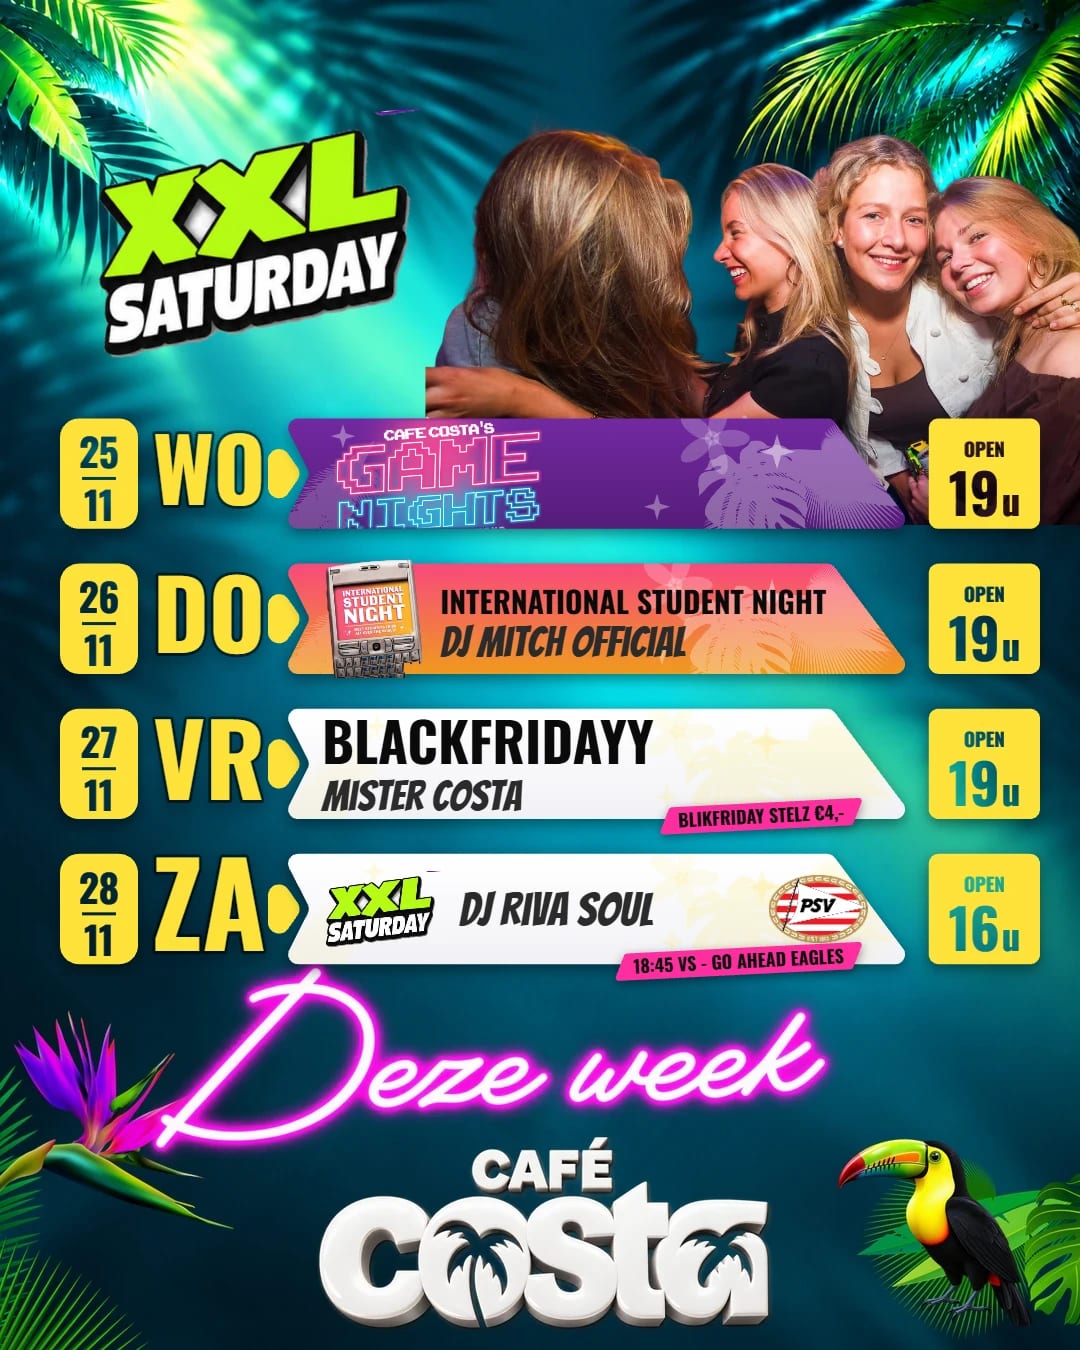 XXL
SATURDAY
25
11
WO
CAFE COSTA'S
GAME
NIGHTS
OPEN
19u
26
11
DO
INTERNATIONAL
STUDENT
NIGHT
INTERNATIONAL STUDENT NIGHT
DJ MITCH OFFICIAL
OPEN
19u
27
11
VR
BLACKFRIDAYY
MISTER COSTA
BLIKFRIDAY STELZ €4,-
OPEN
19u
28
11
ZA
XXL
SATURDAY
DJ RIVA SOUL
PSV
18:45 VS - GO AHEAD EAGLES
OPEN
16u
Deze week
CAFÉ
COSTA